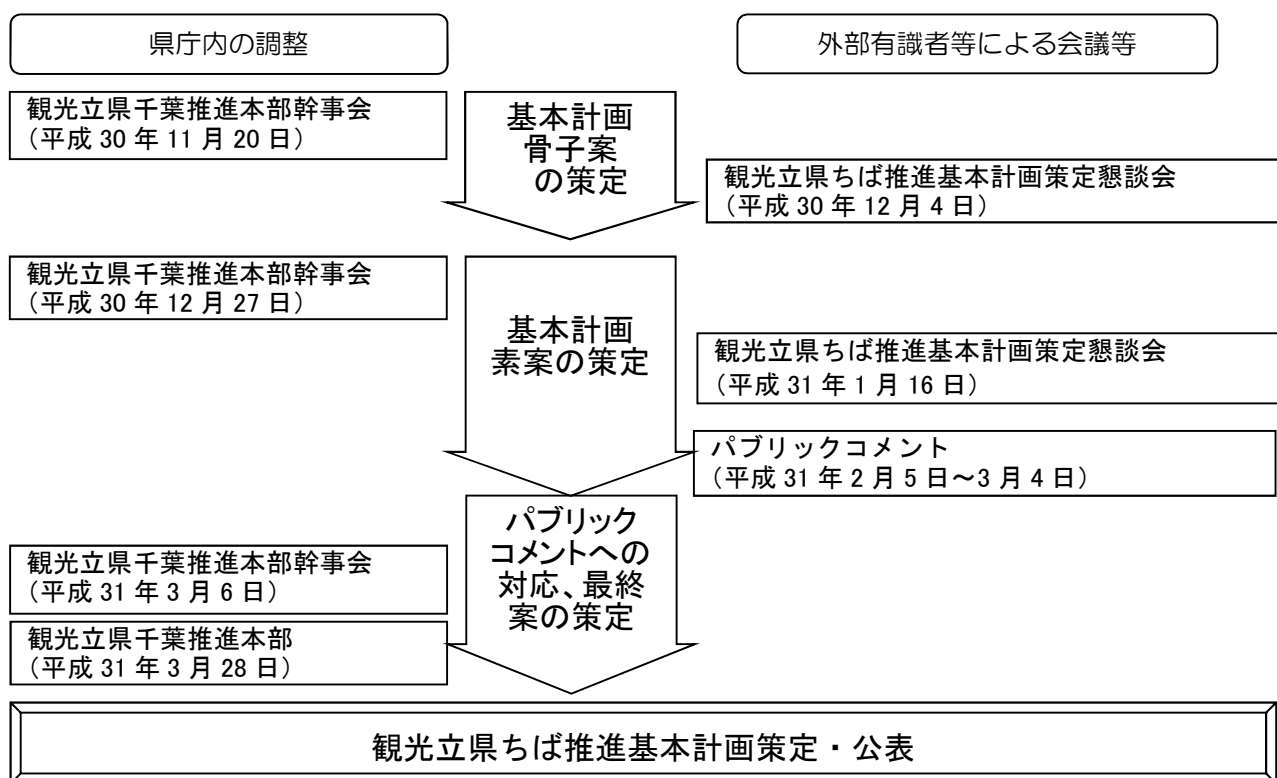 県庁内の調整
外部有識者等による会議等
観光立県千葉推進本部幹事会
（平成 30 年 11 月 20 日）
基本計画
骨子案
の策定
観光立県ちば推進基本計画策定懇談会
（平成 30 年 12 月 4 日）
観光立県千葉推進本部幹事会
（平成 30 年 12 月 27 日）
基本計画
素案の策定
観光立県ちば推進基本計画策定懇談会
（平成 31 年 1 月 16 日）
パブリックコメント
（平成 31 年 2 月 5 日～3 月 4 日）
パブリック
コメントへの
対応、最終
案の策定
観光立県千葉推進本部幹事会
（平成 31 年 3 月 6 日）
観光立県千葉推進本部
（平成 31 年 3 月 28 日）
観光立県ちば推進基本計画策定・公表